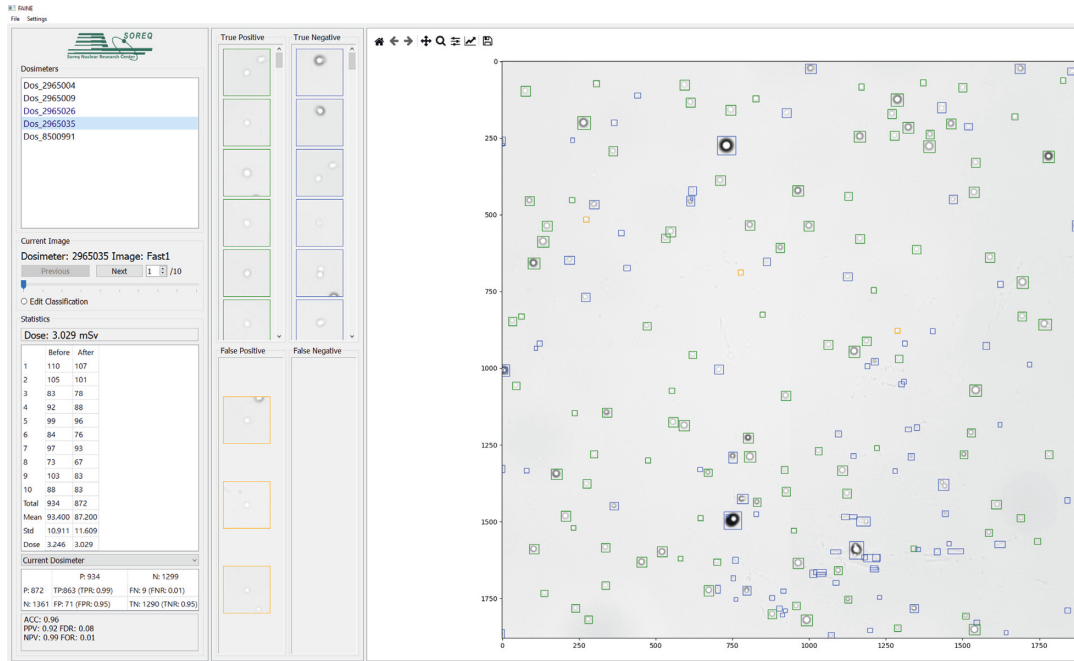 FAINE
File Settings
SOREQ
Soreq Nuclear Research Center
Dosimeters
Dos_2965004
Dos_2965009
Dos_2965026
Dos_2965035
Dos_8500991
Current Image
Dosimeter: 2965035 Image: Fast1
Previous Next 1 /10
Edit Classification
Statistics
Dose: 3.029 mSv
Before After
1 110 107
2 105 101
3 83 78
4 92 88
5 99 96
6 84 76
7 97 93
8 73 67
9 103 83
10 88 83
Total 934 872
Mean 93.400 87.200
Std 10.911 11.609
Dose 3.246 3.029
Current Dosimeter
P: 934 N: 1299
P: 872 TP:863 (TPR: 0.99) FN: 9 (FNR: 0.01)
N: 1361 FP: 71 (FPR: 0.95) TN: 1290 (TNR: 0.95)
ACC: 0.96
PPV: 0.92 FDR: 0.08
NPV: 0.99 FOR: 0.01
True Positive True Negative
False Positive False Negative
0
250
500
750
1000
1250
1500
1750
0 250 500 750 1000 1250 1500 1750